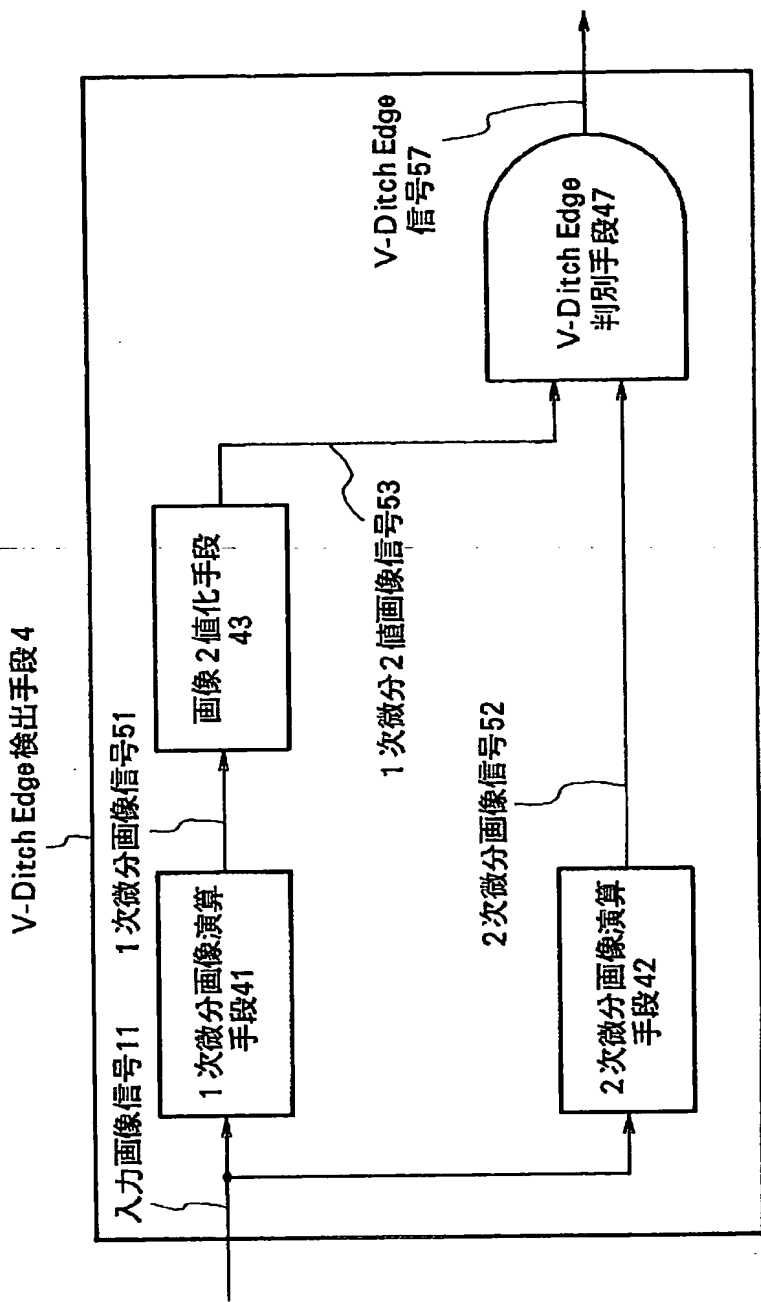 V-Ditch Edge検出手段4
入力画像信号11
1次微分画像演算
手段41
1次微分画像信号51
画像2値化手段
43
1次微分2値画像信号53
2次微分画像演算
手段42
2次微分画像信号52
V-Ditch Edge
判別手段47
V-Ditch Edge
信号57